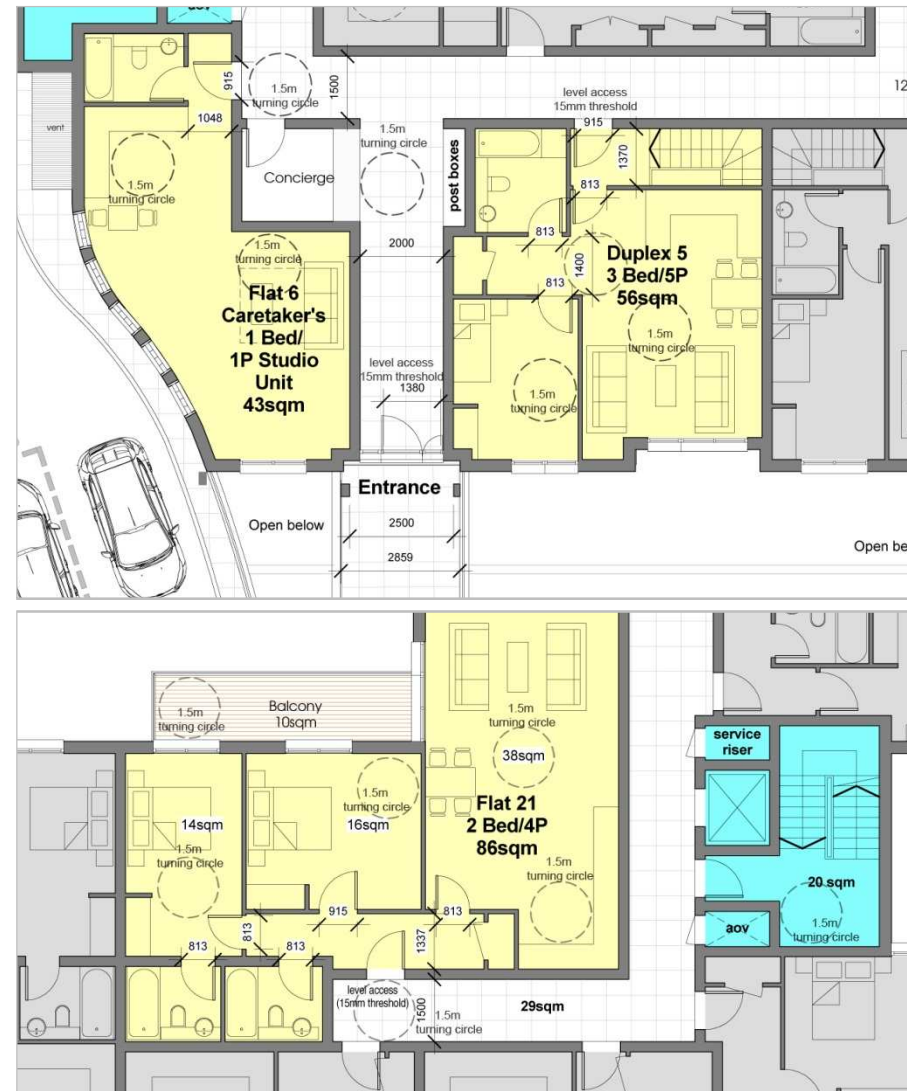 aov
1.5m
turning circle
915
1500
12
level access
15mm threshold
915
1048
vent
1.5m
turning circle
Concierge
1.5m
turning circle
post boxes
1370
813
2000
813
1400
813
1.5m
turning circle
Flat 6
Caretaker's
1 Bed/
1P Studio
Unit
43sqm
Duplex 5
3 Bed/5P
56sqm
1.5m
turning circle
level access
15mm threshold
1380
1.5m
turning circle
Entrance
2500
2859
Open below
Open be
1.5m
turning circle
Balcony
10sqm
1.5m
turning circle
38sqm
service
riser
14sqm
1.5m
turning circle
16sqm
Flat 21
2 Bed/4P
86sqm
1.5m
turning circle
1.5m
turning circle
20 sqm
aov
1.5m
turning circle
813
813
813
915
1337
813
level access
(15mm threshold)
1500
1.5m
turning circle
29sqm